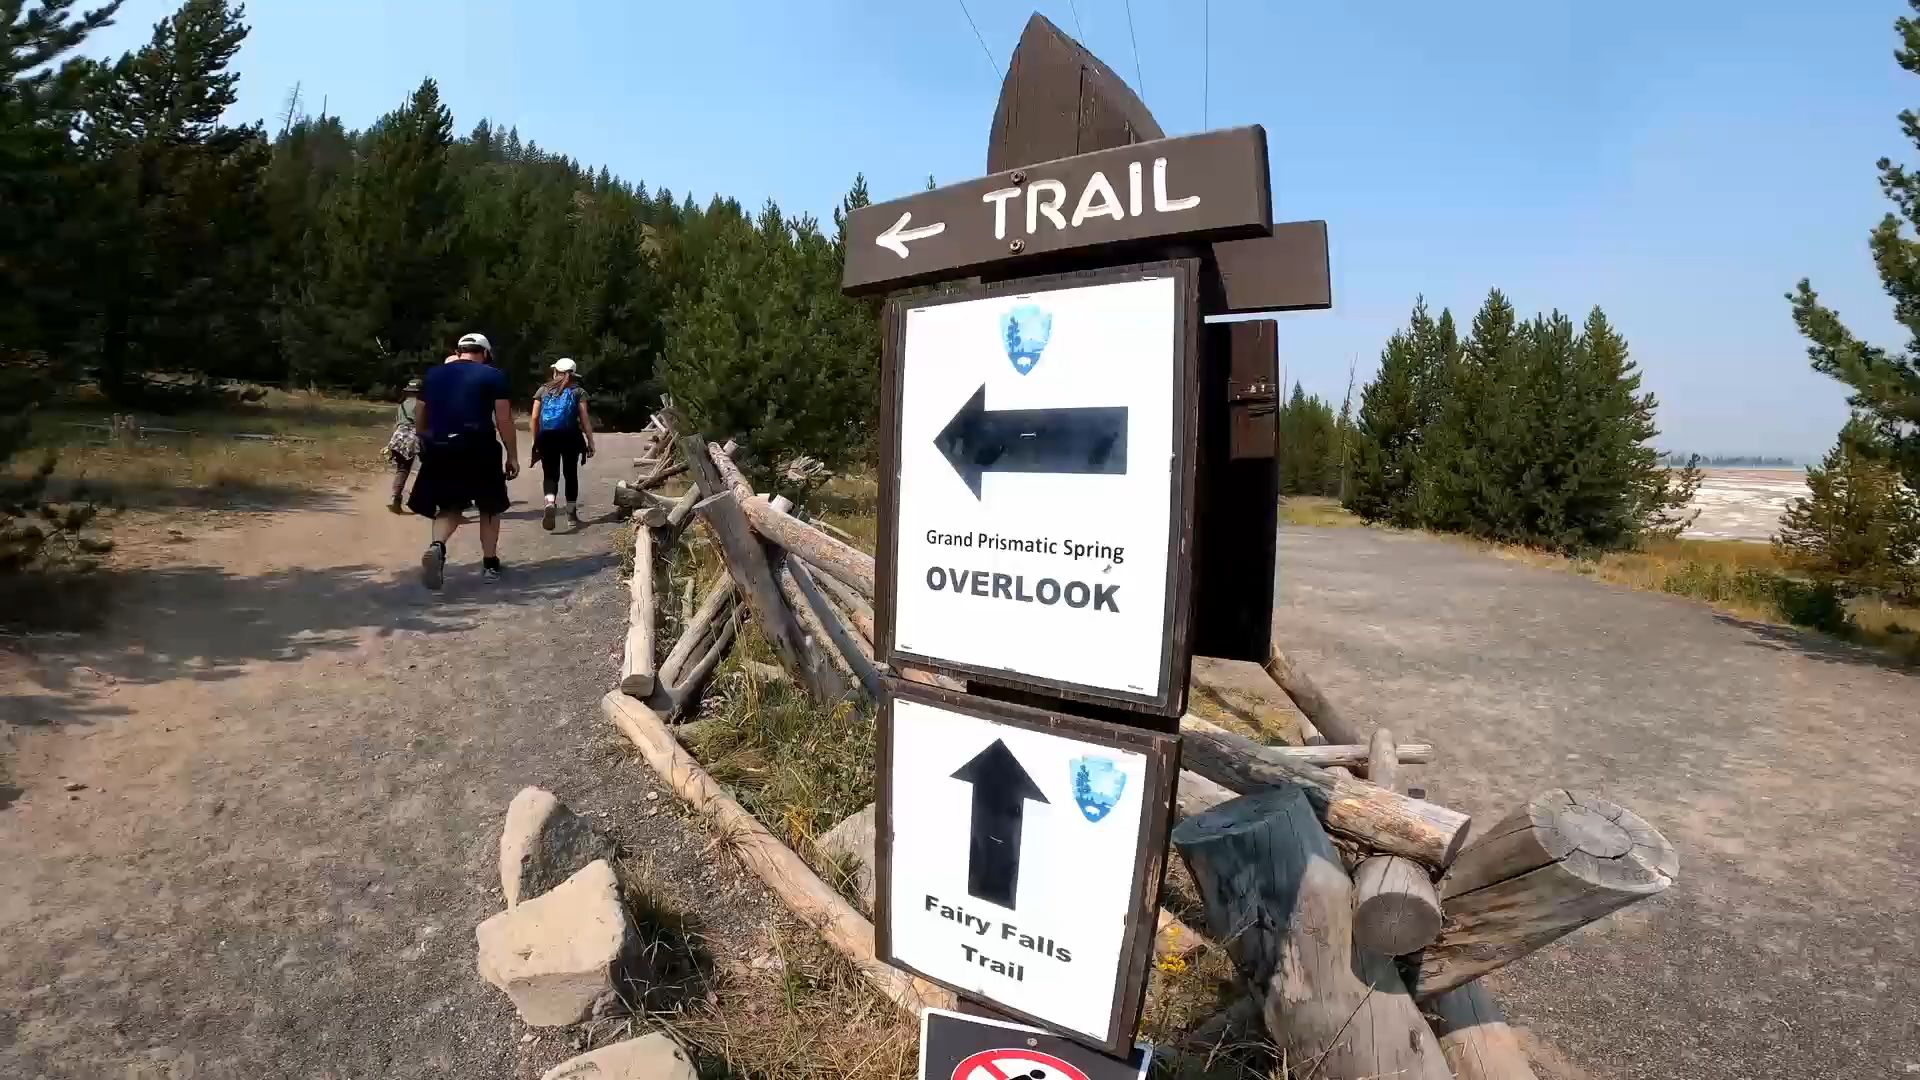 ← TRAIL
Grand Prismatic Spring
OVERLOOK
Fairy Falls
Trail